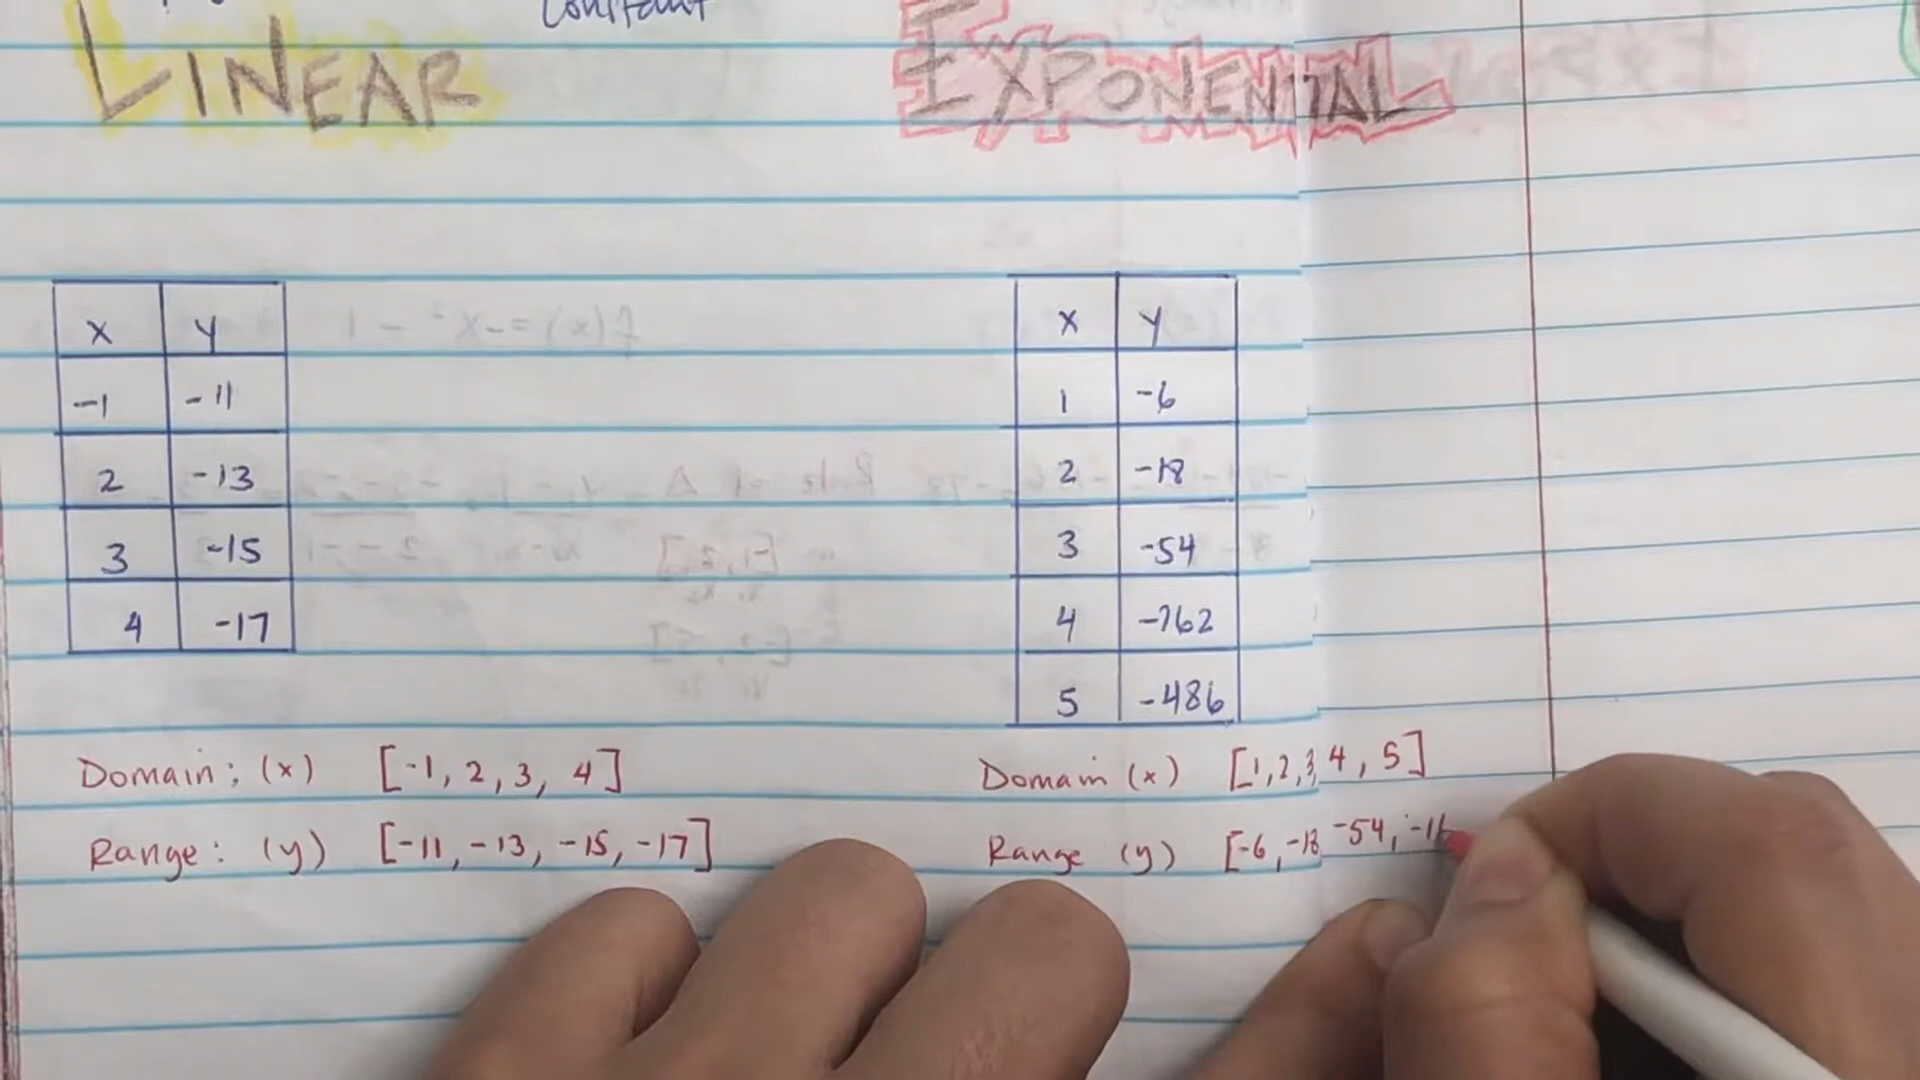 Constant
LINEAR
EXPONENTIAL
x y
-1 -11
2 -13
3 -15
4 -17
x y
1 -6
2 -18
3 -54
4 -162
5 -486
Domain: (x) [-1, 2, 3, 4]
Range: (y) [-11, -13, -15, -17]
Domain (x) [1, 2, 3, 4, 5]
Range (y) [-6, -18 -54, -16